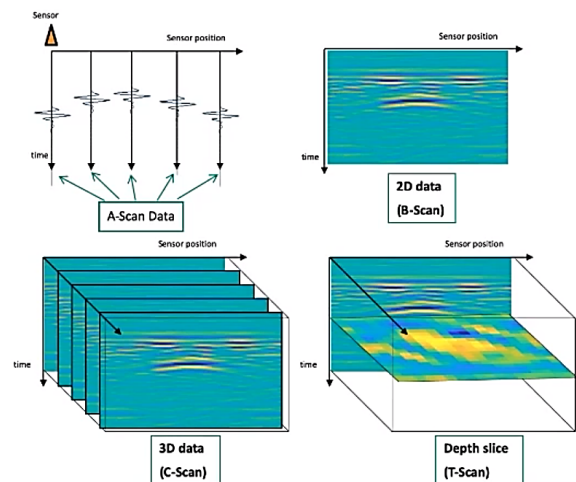 Sensor
Sensor position
time
A-Scan Data
Sensor position
time
2D data
(B-Scan)
Sensor position
time
3D data
(C-Scan)
Sensor position
time
Depth slice
(T-Scan)